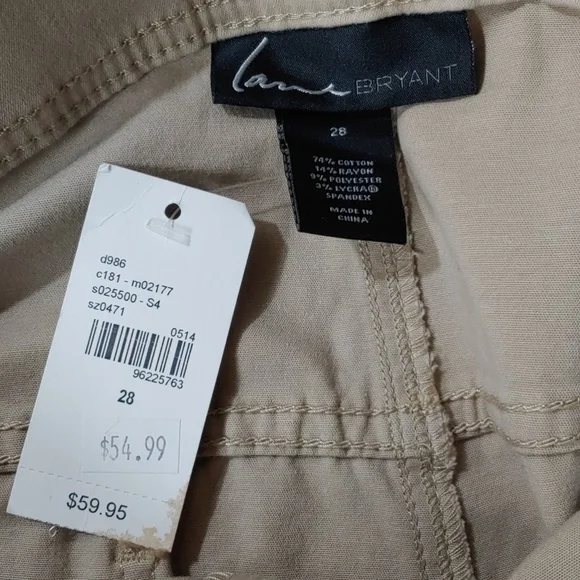 Lane BRYANT
28
74% COTTON
14% RAYON
9% POLYESTER
3% LYCRA®
SPANDEX
MADE IN
CHINA
d986
c181 - m02177
s025500 - S4
sz0471
0514
96225763
28
$54.99
$59.95